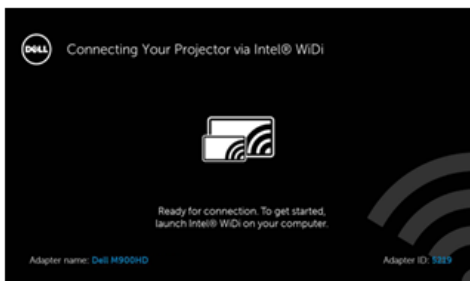 DELL
Connecting Your Projector via Intel® WiDi
Ready for connection. To get started,
launch Intel® WiDi on your computer.
Adapter name: Dell M900HD
Adapter ID: 5229